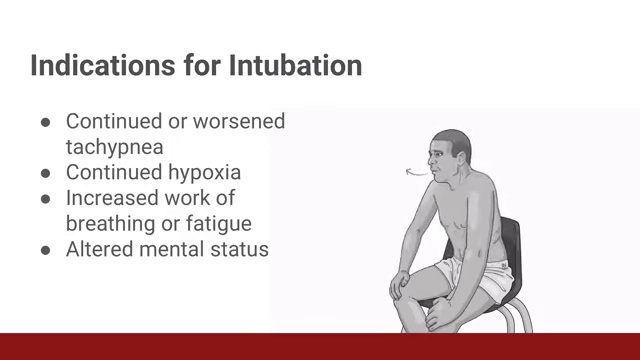 Indications for Intubation
● Continued or worsened
tachypnea
● Continued hypoxia
● Increased work of
breathing or fatigue
● Altered mental status